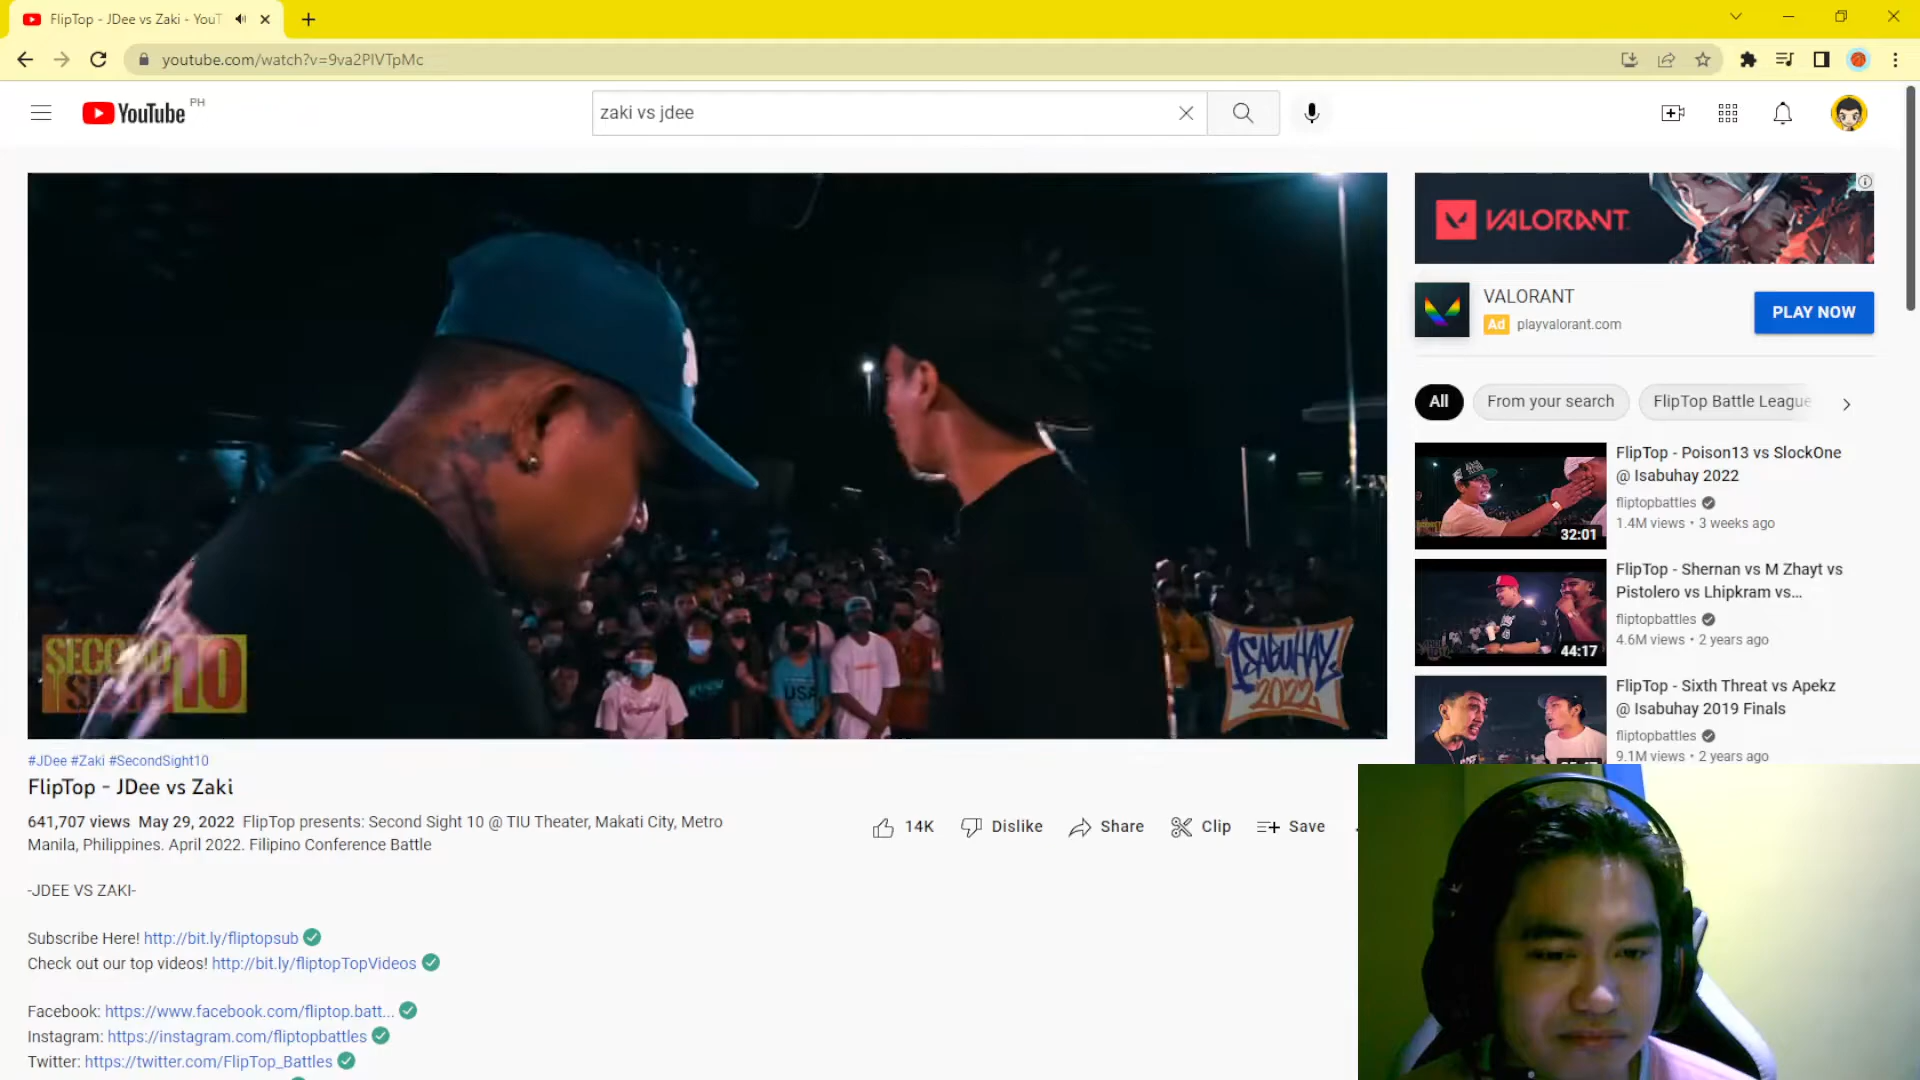 FlipTop - JDee vs Zaki - YouT
youtube.com/watch?v=9va2PIVTpMc
YouTube PH
zaki vs jdee
VALORANT
VALORANT
Ad playvalorant.com
PLAY NOW
All
From your search
FlipTop Battle League
FlipTop - Poison13 vs SlockOne
@ Isabuhay 2022
fliptopbattles
1.4M views • 3 weeks ago
32:01
FlipTop - Shernan vs M Zhayt vs
Pistolero vs Lhipkram vs...
fliptopbattles
4.6M views • 2 years ago
44:17
FlipTop - Sixth Threat vs Apekz
@ Isabuhay 2019 Finals
fliptopbattles
9.1M views • 2 years ago
SECOND
SIGHT 10
ISABUHAY
2022
USA
#JDee #Zaki #SecondSight10
FlipTop - JDee vs Zaki
641,707 views May 29, 2022 FlipTop presents: Second Sight 10 @ TIU Theater, Makati City, Metro
Manila, Philippines. April 2022. Filipino Conference Battle
14K
Dislike
Share
Clip
Save
-JDEE VS ZAKI-
Subscribe Here! http://bit.ly/fliptopsub
Check out our top videos! http://bit.ly/fliptopTopVideos
Facebook: https://www.facebook.com/fliptop.batt...
Instagram: https://instagram.com/fliptopbattles
Twitter: https://twitter.com/FlipTop_Battles